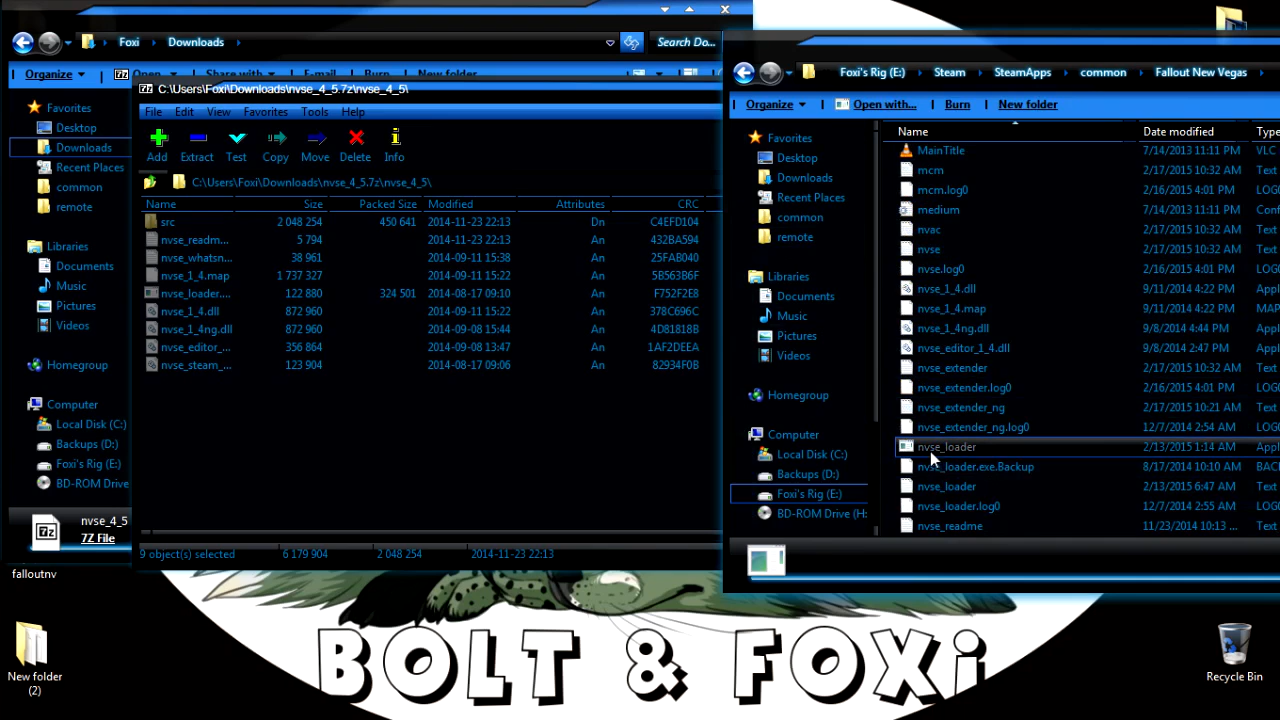 Foxi Downloads Search Do...
Organize Open Share with E-mail Burn New folder
Favorites
Desktop
Downloads
Recent Places
common
remote
Libraries
Documents
Music
Pictures
Videos
Homegroup
Computer
Local Disk (C:)
Backups (D:)
Foxi's Rig (E:)
BD-ROM Drive
nvse_4_5
7Z File
C:\Users\Foxi\Downloads\nvse_4_5.7z\nvse_4_5\
File Edit View Favorites Tools Help
Add Extract Test Copy Move Delete Info
C:\Users\Foxi\Downloads\nvse_4_5.7z\nvse_4_5\
Name Size Packed Size Modified Attributes CRC
src 2 048 254 450 641 2014-11-23 22:13 Dn C4EFD104
nvse_readm... 5 794 2014-11-23 22:13 An 432BA594
nvse_whatsn... 38 961 2014-09-11 15:38 An 25FAB040
nvse_1_4.map 1 737 327 2014-09-11 15:22 An 5B563B6F
nvse_loader.... 122 880 324 501 2014-08-17 09:10 An F752F2E8
nvse_1_4.dll 872 960 2014-09-11 15:22 An 378C696C
nvse_1_4ng.dll 872 960 2014-09-08 15:44 An 4D81818B
nvse_editor_... 356 864 2014-09-08 13:47 An 1AF2DEEA
nvse_steam_... 123 904 2014-08-17 09:06 An 82934F0B
9 object(s) selected 6 179 904 2 048 254 2014-11-23 22:13
Foxi's Rig (E:) Steam SteamApps common Fallout New Vegas
Organize Open with... Burn New folder
Favorites
Desktop
Downloads
Recent Places
common
remote
Libraries
Documents
Music
Pictures
Videos
Homegroup
Computer
Local Disk (C:)
Backups (D:)
Foxi's Rig (E:)
BD-ROM Drive (H:
Name Date modified Type
MainTitle 7/14/2013 11:11 PM VLC
mcm 2/17/2015 10:32 AM Text
mcm.log0 2/16/2015 4:01 PM LOG0
medium 7/14/2013 11:11 PM Conf
nvac 2/17/2015 10:32 AM Text
nvse 2/17/2015 10:32 AM Text
nvse.log0 2/16/2015 4:01 PM LOG0
nvse_1_4.dll 9/11/2014 4:22 PM Appl
nvse_1_4.map 9/11/2014 4:22 PM MAP
nvse_1_4ng.dll 9/8/2014 4:44 PM Appl
nvse_editor_1_4.dll 9/8/2014 2:47 PM Appl
nvse_extender 2/17/2015 10:32 AM Text
nvse_extender.log0 2/16/2015 4:01 PM LOG0
nvse_extender_ng 2/17/2015 10:21 AM Text
nvse_extender_ng.log0 12/7/2014 2:54 AM LOG0
nvse_loader 2/13/2015 1:14 AM Appl
nvse_loader.exe.Backup 8/17/2014 10:10 AM BACK
nvse_loader 2/13/2015 6:47 AM Text
nvse_loader.log0 12/7/2014 2:55 AM LOG0
nvse_readme 11/23/2014 10:13 ... Text
falloutnv
New folder
(2)
Recycle Bin
BOLT & FOXi